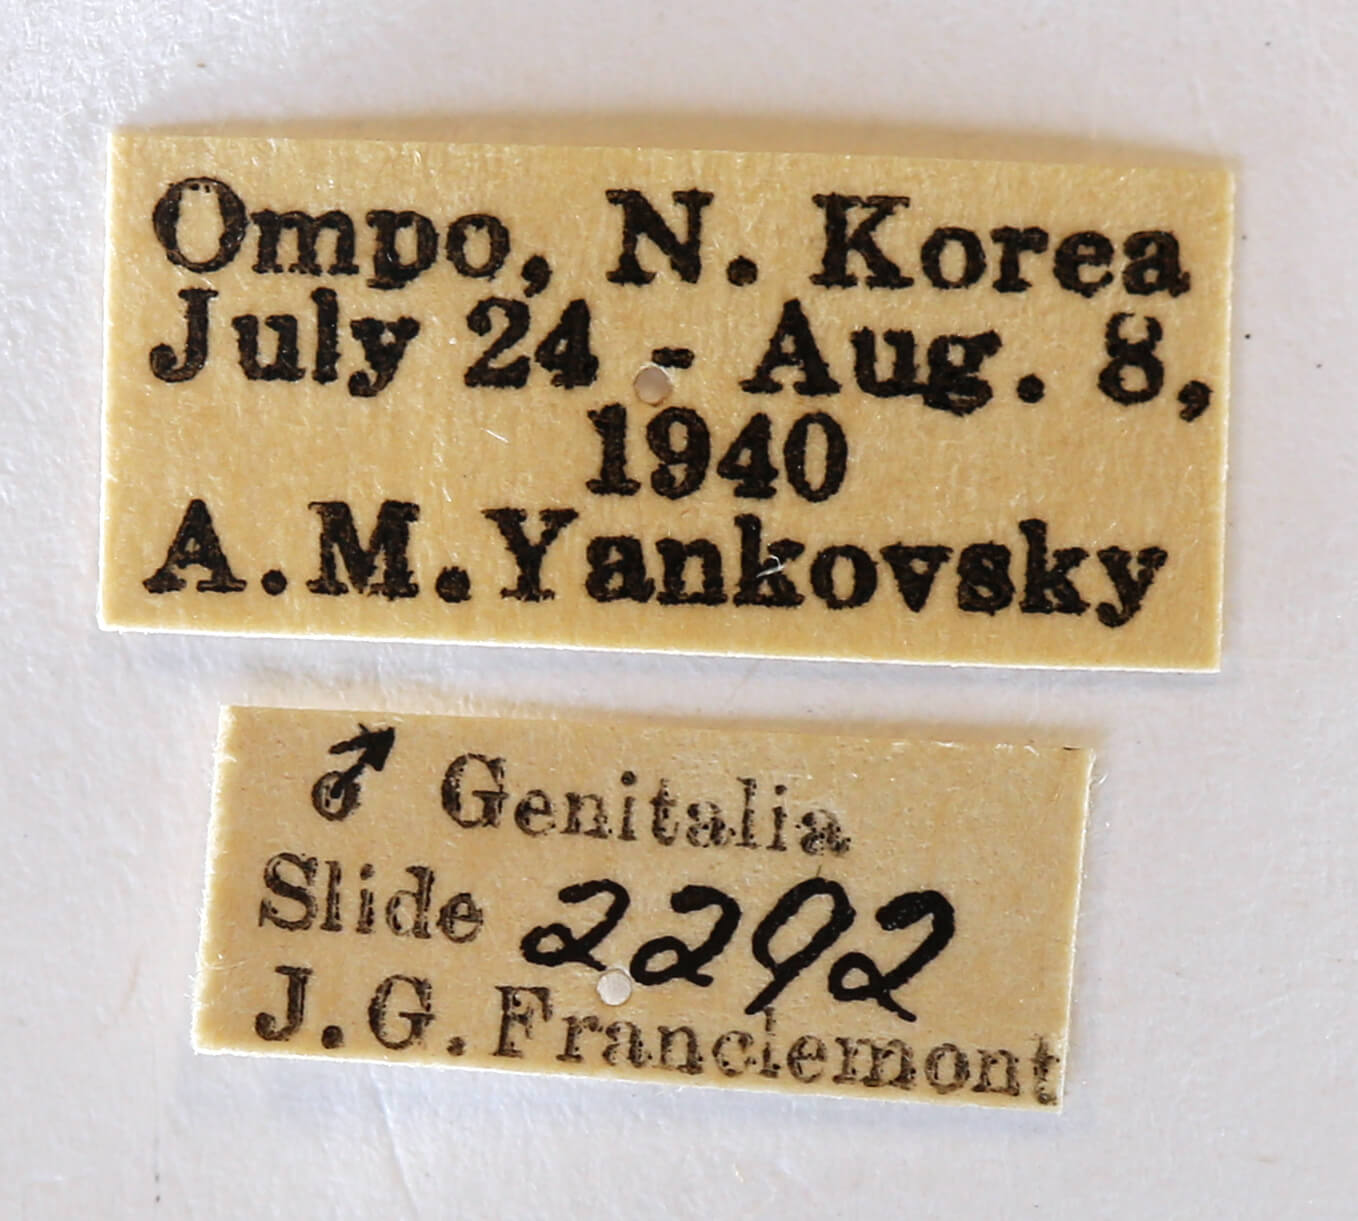 Ompo, N. Korea
July 24 - Aug. 8,
1940
A.M.Yankovsky
♂ Genitalia
Slide 2292
J.G.Franclemont